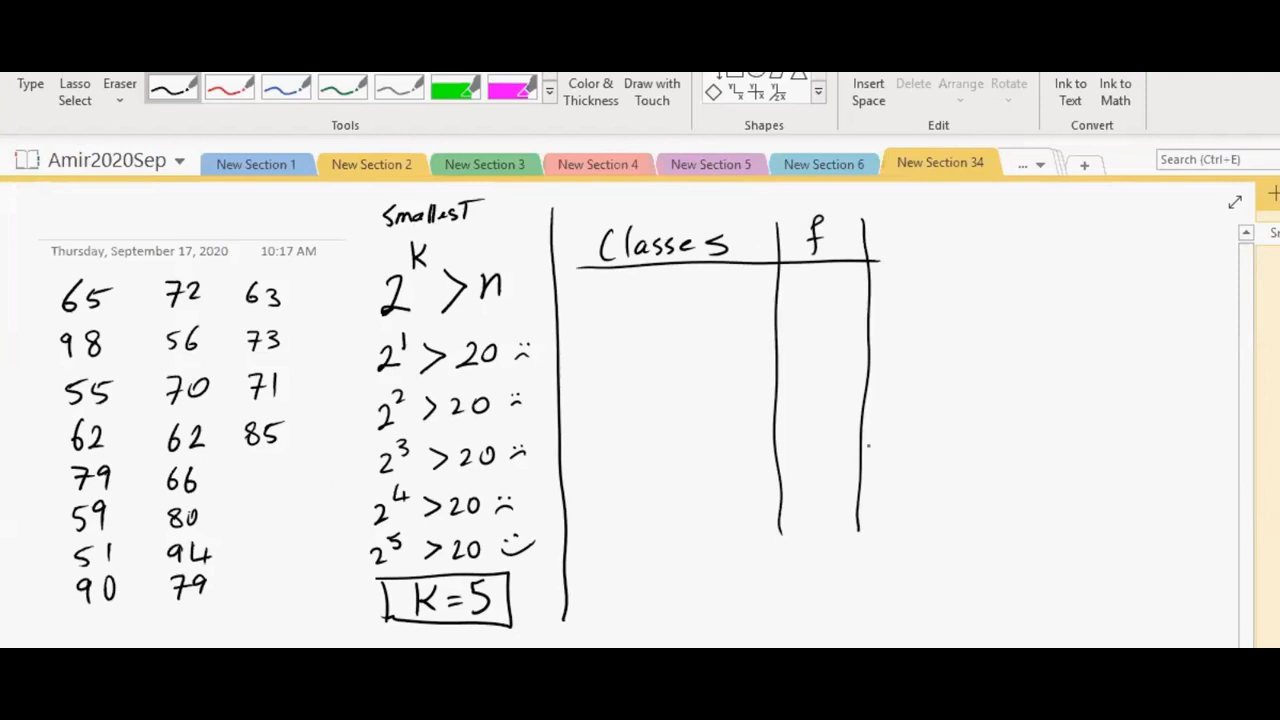 Type
Lasso Select
Eraser
Color & Thickness
Draw with Touch
Insert Space
Delete
Arrange
Rotate
Ink to Text
Ink to Math
Tools
Shapes
Edit
Convert
Amir2020Sep
New Section 1
New Section 2
New Section 3
New Section 4
New Section 5
New Section 6
New Section 34
...
Search (Ctrl+E)
Thursday, September 17, 2020 10:17 AM
65 72 63
98 56 73
55 70 71
62 62 85
79 66
59 80
51 94
90 79
Smallest
2^k > n
2^1 > 20 :(
2^2 > 20 :(
2^3 > 20 :(
2^4 > 20 :(
2^5 > 20 :)
K = 5
Classes f